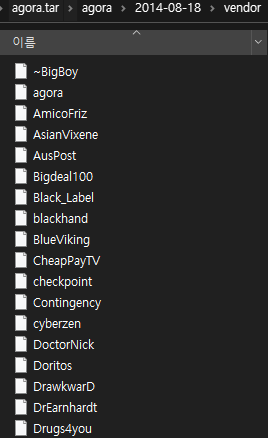 agora.tar > agora > 2014-08-18 > vendor
이름
~BigBoy
agora
AmicoFriz
AsianVixene
AusPost
Bigdeal100
Black_Label
blackhand
BlueViking
CheapPayTV
checkpoint
Contingency
cyberzen
DoctorNick
Doritos
DrawkwarD
DrEarnhardt
Drugs4you